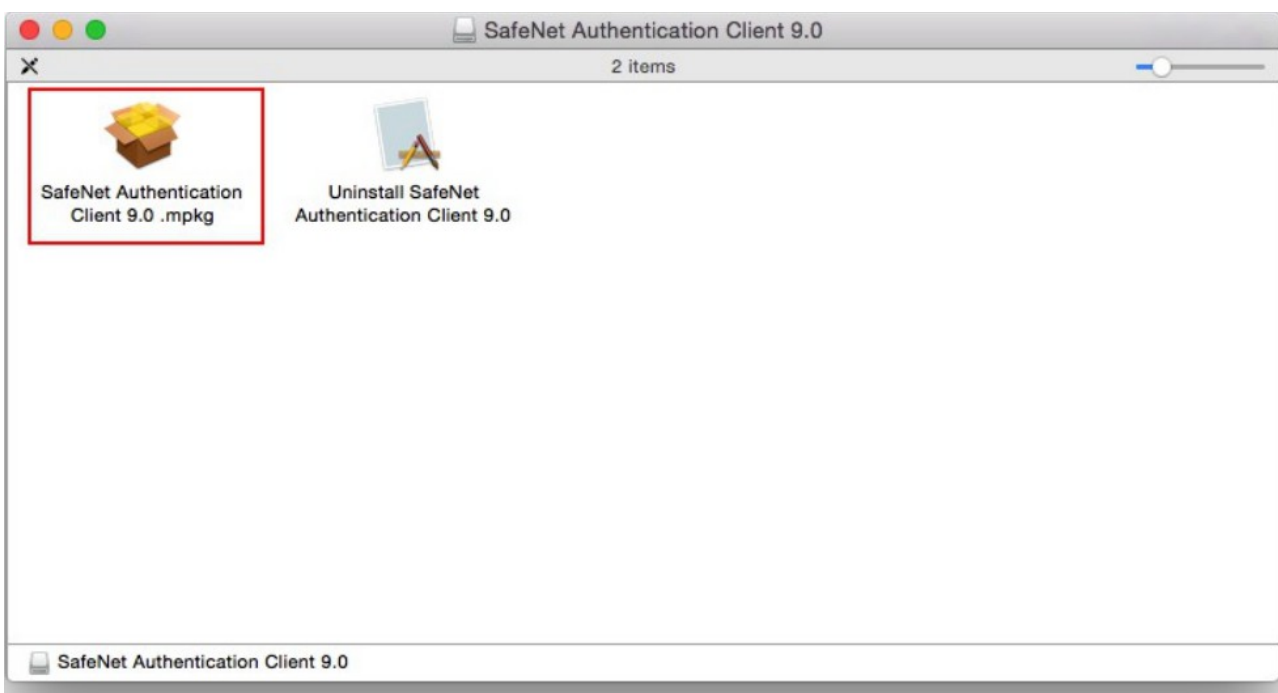 SafeNet Authentication Client 9.0
2 items
SafeNet Authentication
Client 9.0 .mpkg
Uninstall SafeNet
Authentication Client 9.0
SafeNet Authentication Client 9.0